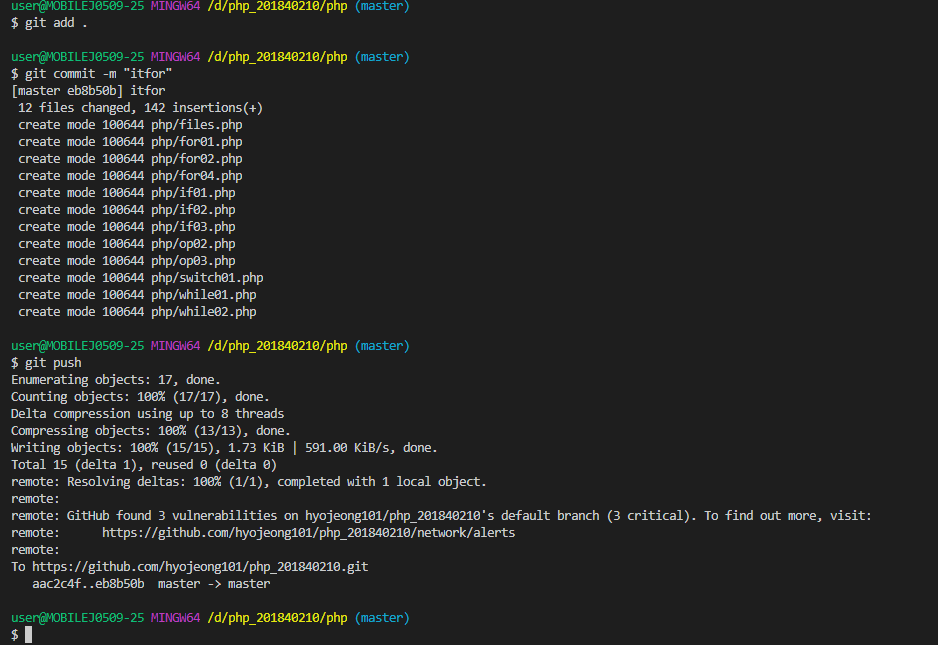 user@MOBILEJ0509-25 MINGW64 /d/php_201840210/php (master)
$ git add .
user@MOBILEJ0509-25 MINGW64 /d/php_201840210/php (master)
$ git commit -m "itfor"
[master eb8b50b] itfor
12 files changed, 142 insertions(+)
create mode 100644 php/files.php
create mode 100644 php/for01.php
create mode 100644 php/for02.php
create mode 100644 php/for04.php
create mode 100644 php/if01.php
create mode 100644 php/if02.php
create mode 100644 php/if03.php
create mode 100644 php/op02.php
create mode 100644 php/op03.php
create mode 100644 php/switch01.php
create mode 100644 php/while01.php
create mode 100644 php/while02.php
user@MOBILEJ0509-25 MINGW64 /d/php_201840210/php (master)
$ git push
Enumerating objects: 17, done.
Counting objects: 100% (17/17), done.
Delta compression using up to 8 threads
Compressing objects: 100% (13/13), done.
Writing objects: 100% (15/15), 1.73 KiB | 591.00 KiB/s, done.
Total 15 (delta 1), reused 0 (delta 0)
remote: Resolving deltas: 100% (1/1), completed with 1 local object.
remote:
remote: GitHub found 3 vulnerabilities on hyojeong101/php_201840210's default branch (3 critical). To find out more, visit:
remote:      https://github.com/hyojeong101/php_201840210/network/alerts
remote:
To https://github.com/hyojeong101/php_201840210.git
aac2c4f..eb8b50b  master -> master
user@MOBILEJ0509-25 MINGW64 /d/php_201840210/php (master)
$